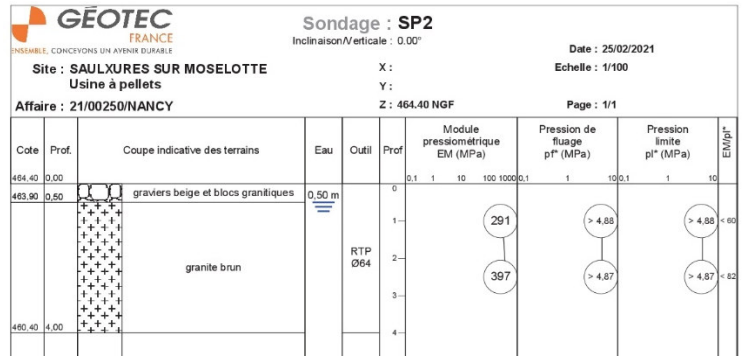 GÉOTEC
FRANCE
ENSEMBLE, CONCEVONS UN AVENIR DURABLE
Sondage : SP2
Inclinaison/Verticale : 0.00°
Date : 25/02/2021
Site : SAULXURES SUR MOSELOTTE
Usine à pellets
X :
Echelle : 1/100
Y :
Affaire : 21/00250/NANCY
Z : 464.40 NGF
Page : 1/1
Cote Prof. Coupe indicative des terrains Eau Outil Prof Module pressiométrique EM (MPa) Pression de fluage pf* (MPa) Pression limite pl* (MPa) EM/pl*
0.1 1 10 100 1000 0.1 1 10 0.1 1 10
464.40 0,00
0
463.90 0,50 graviers beige et blocs granitiques 0,50 m
1 291 > 4,88 > 4,88 < 60
RTP
Ø64
2
granite brun
397 > 4,87 > 4,87 < 82
3
460.40 4,00
4